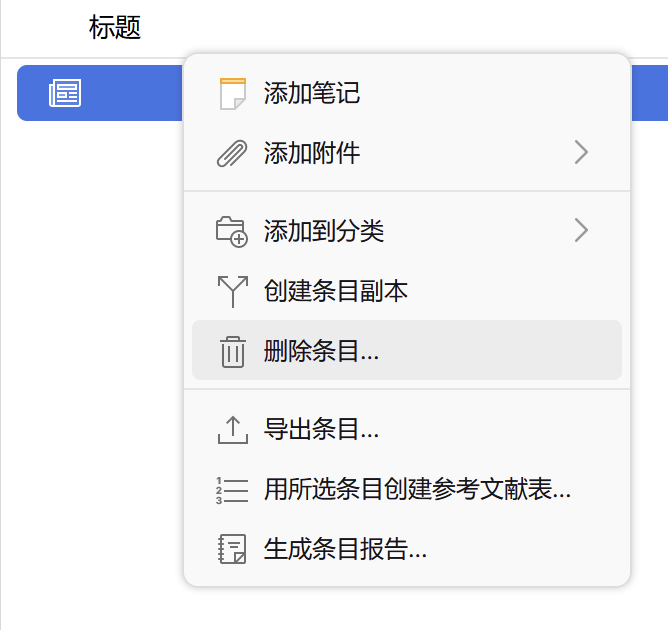 标题
添加笔记
添加附件
添加到分类
创建条目副本
删除条目...
导出条目...
用所选条目创建参考文献表...
生成条目报告...